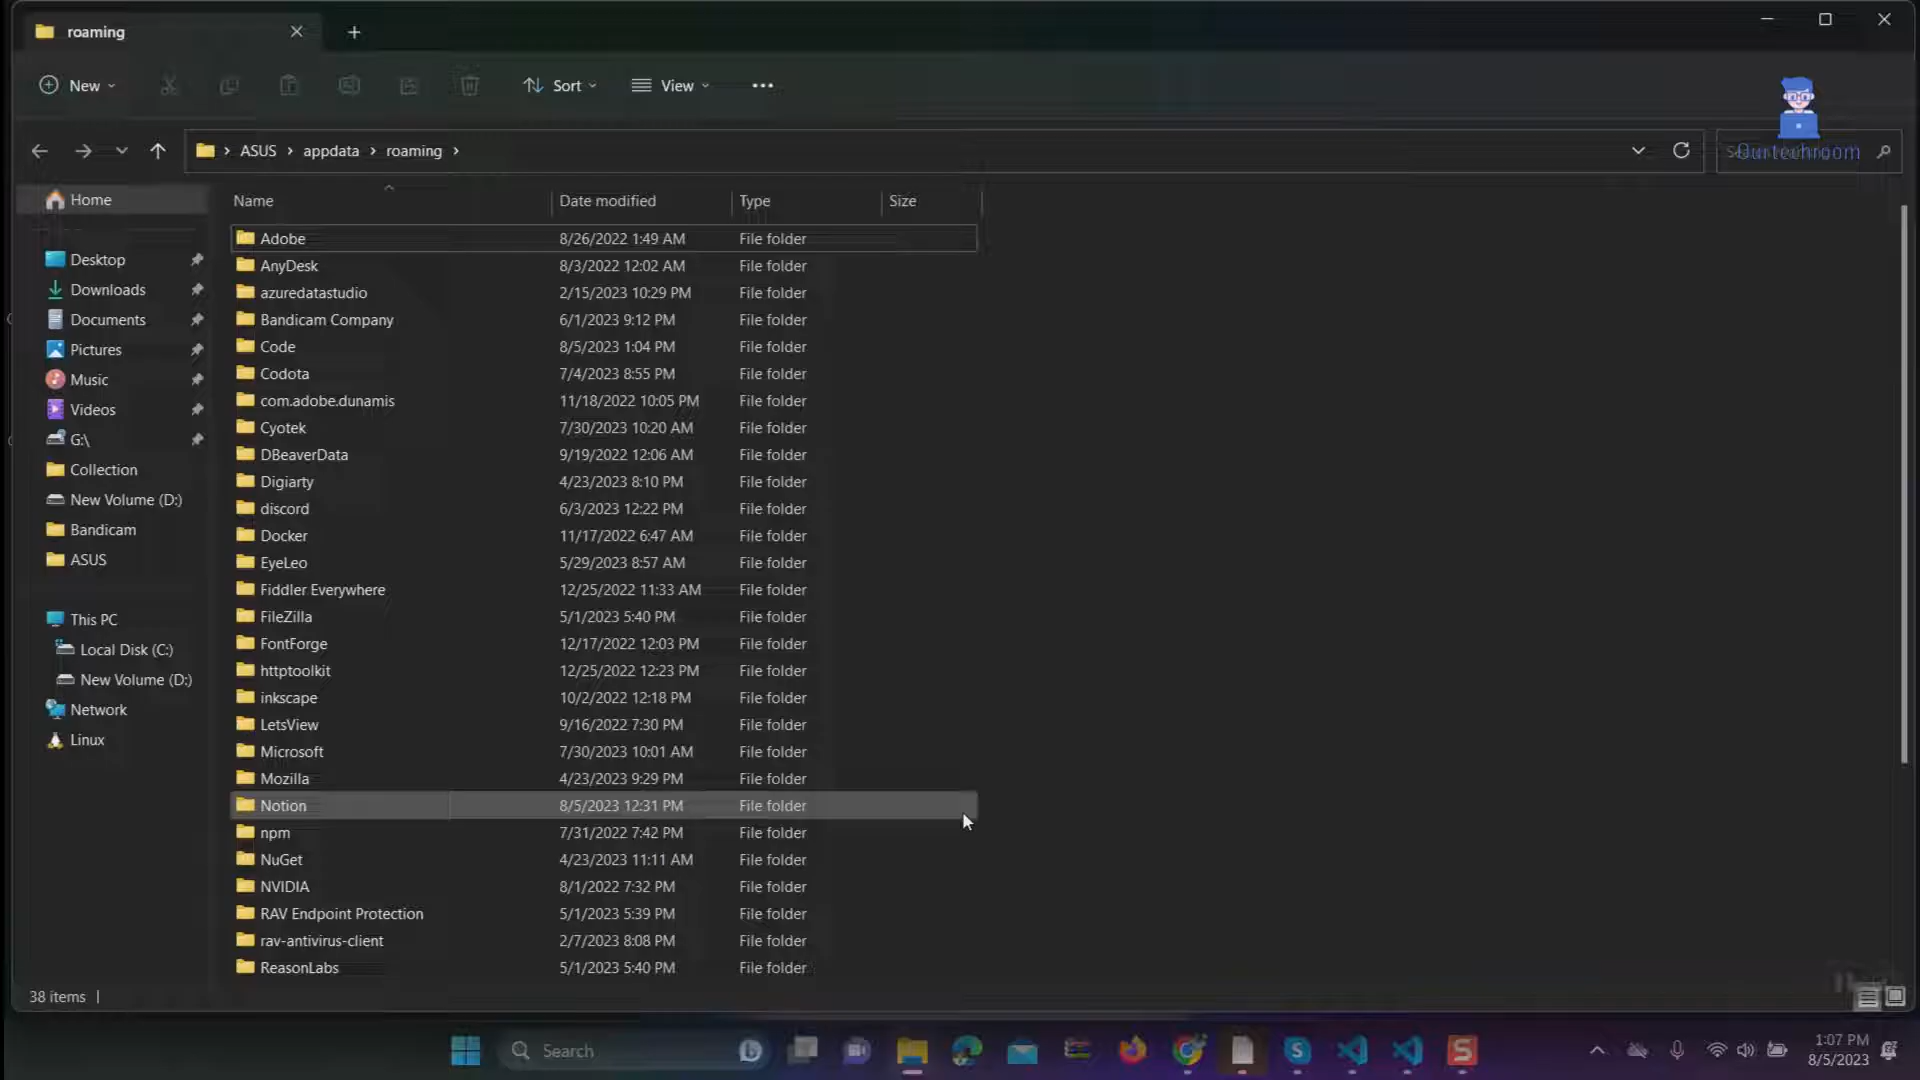 roaming
New
Sort
View
ASUS appdata roaming
Ourtechroom
Home
Desktop
Downloads
Documents
Pictures
Music
Videos
G:\
Collection
New Volume (D:)
Bandicam
ASUS
This PC
Local Disk (C:)
New Volume (D:)
Network
Linux
Name Date modified Type Size
Adobe 8/26/2022 1:49 AM File folder
AnyDesk 8/3/2022 12:02 AM File folder
azuredatastudio 2/15/2023 10:29 PM File folder
Bandicam Company 6/1/2023 9:12 PM File folder
Code 8/5/2023 1:04 PM File folder
Codota 7/4/2023 8:55 PM File folder
com.adobe.dunamis 11/18/2022 10:05 PM File folder
Cyotek 7/30/2023 10:20 AM File folder
DBeaverData 9/19/2022 12:06 AM File folder
Digiarty 4/23/2023 8:10 PM File folder
discord 6/3/2023 12:22 PM File folder
Docker 11/17/2022 6:47 AM File folder
EyeLeo 5/29/2023 8:57 AM File folder
Fiddler Everywhere 12/25/2022 11:33 AM File folder
FileZilla 5/1/2023 5:40 PM File folder
FontForge 12/17/2022 12:03 PM File folder
httptoolkit 12/25/2022 12:23 PM File folder
inkscape 10/2/2022 12:18 PM File folder
LetsView 9/16/2022 7:30 PM File folder
Microsoft 7/30/2023 10:01 AM File folder
Mozilla 4/23/2023 9:29 PM File folder
Notion 8/5/2023 12:31 PM File folder
npm 7/31/2022 7:42 PM File folder
NuGet 4/23/2023 11:11 AM File folder
NVIDIA 8/1/2022 7:32 PM File folder
RAV Endpoint Protection 5/1/2023 5:39 PM File folder
rav-antivirus-client 2/7/2023 8:08 PM File folder
ReasonLabs 5/1/2023 5:40 PM File folder
38 items
Search
1:07 PM
8/5/2023